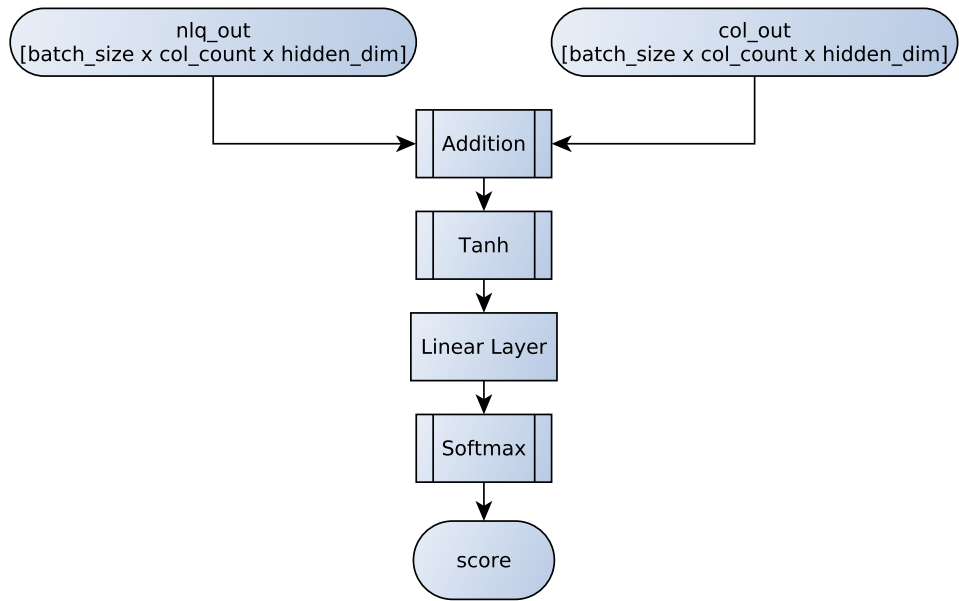 nlq_out
[batch_size x col_count x hidden_dim]
col_out
[batch_size x col_count x hidden_dim]
Addition
Tanh
Linear Layer
Softmax
score